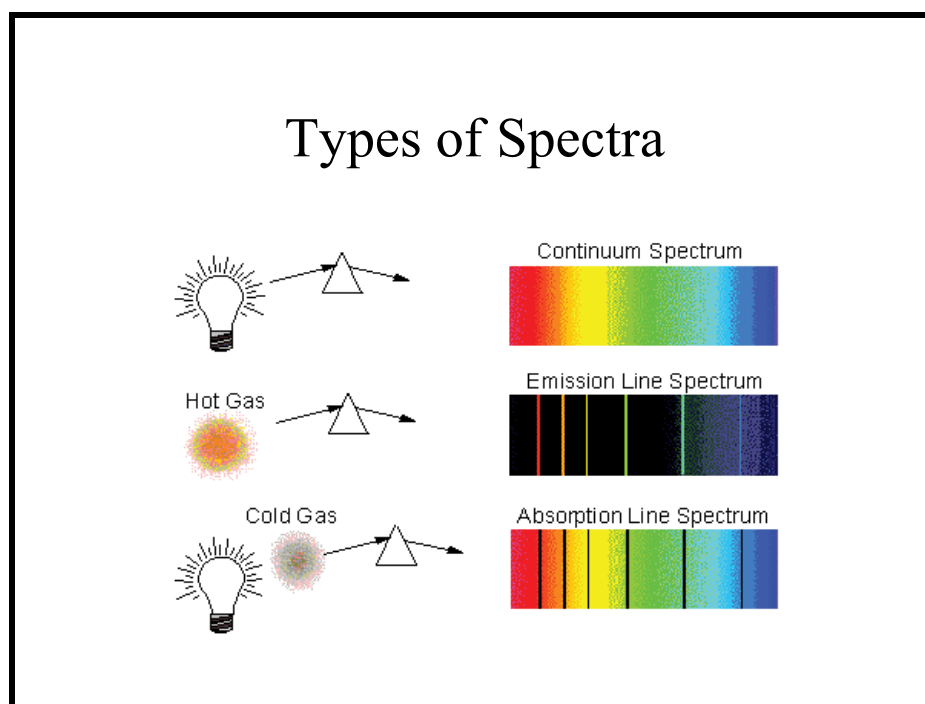 Types of Spectra
Continuum Spectrum
Hot Gas
Emission Line Spectrum
Cold Gas
Absorption Line Spectrum